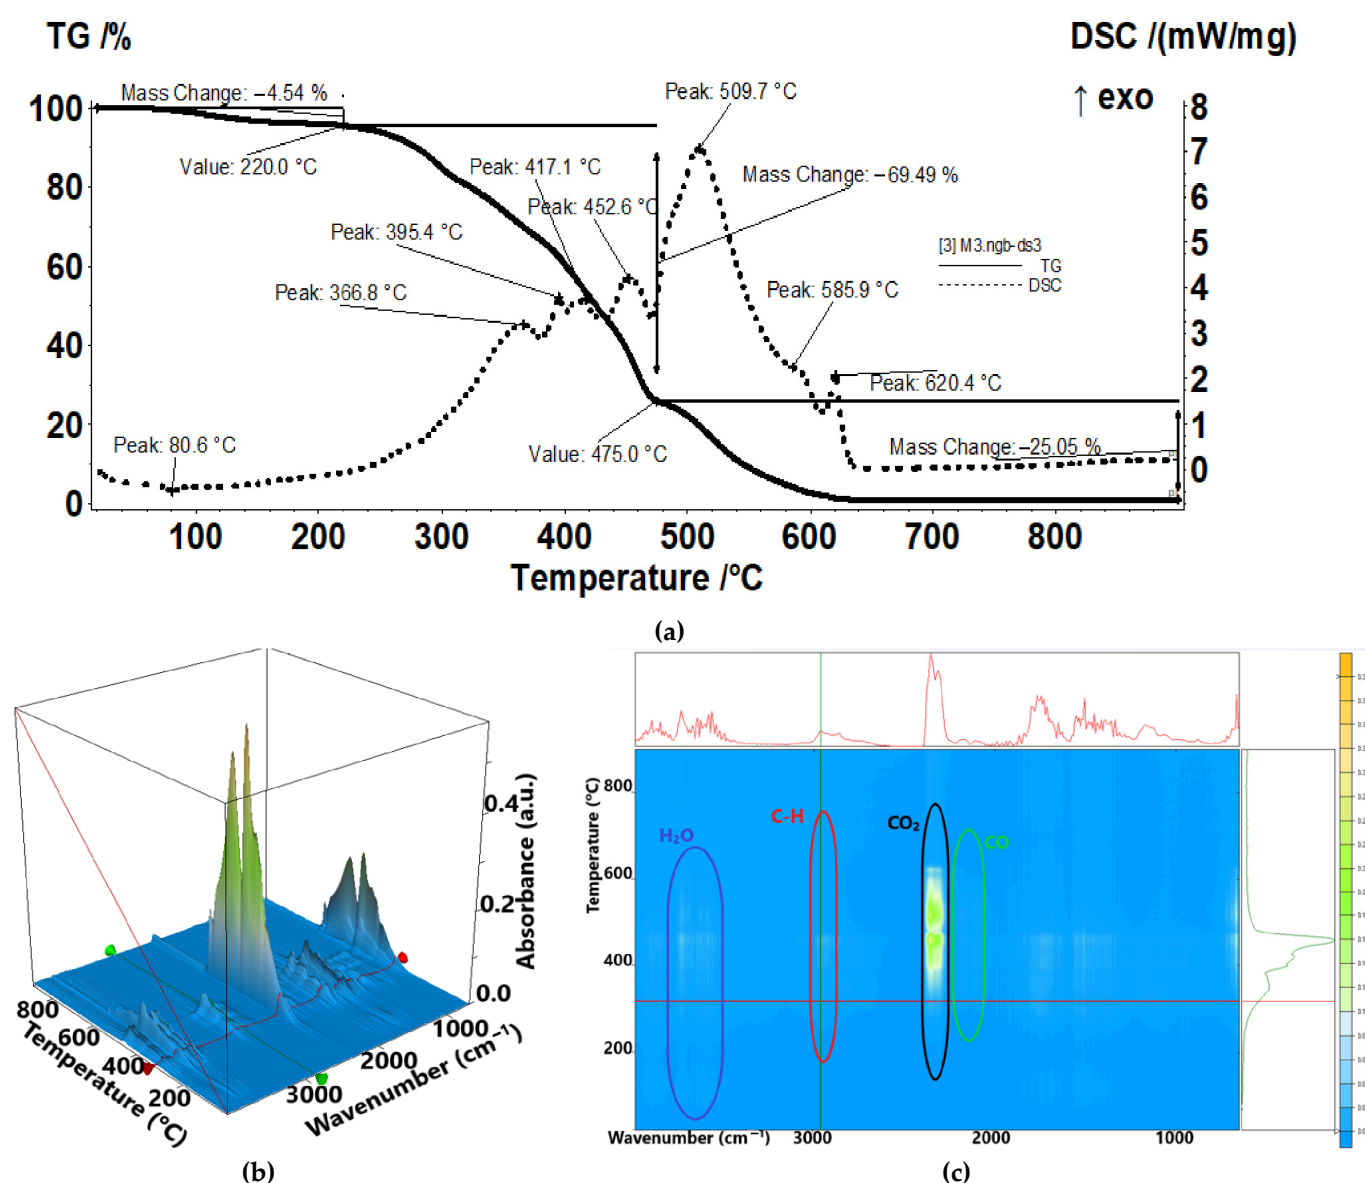 TG /%
DSC /(mW/mg)
↑ exo
Mass Change: −4.54 %
Peak: 509.7 °C
Value: 220.0 °C
Peak: 417.1 °C
Mass Change: −69.49 %
Peak: 452.6 °C
Peak: 395.4 °C
[3] M3.ngb-ds3
TG
DSC
Peak: 366.8 °C
Peak: 585.9 °C
Peak: 620.4 °C
Peak: 80.6 °C
Value: 475.0 °C
Mass Change: −25.05 %
100
80
60
40
20
0
8
7
6
5
4
3
2
1
0
100 200 300 400 500 600 700 800
Temperature /°C
(a)
0.4
0.2
0.0
Absorbance (a.u.)
800
600
400
200
Temperature (°C)
1000
2000
3000
Wavenumber (cm⁻¹)
(b)
H₂O
C-H
CO₂
CO
800
600
400
200
Temperature (°C)
Wavenumber (cm⁻¹) 3000 2000 1000
(c)